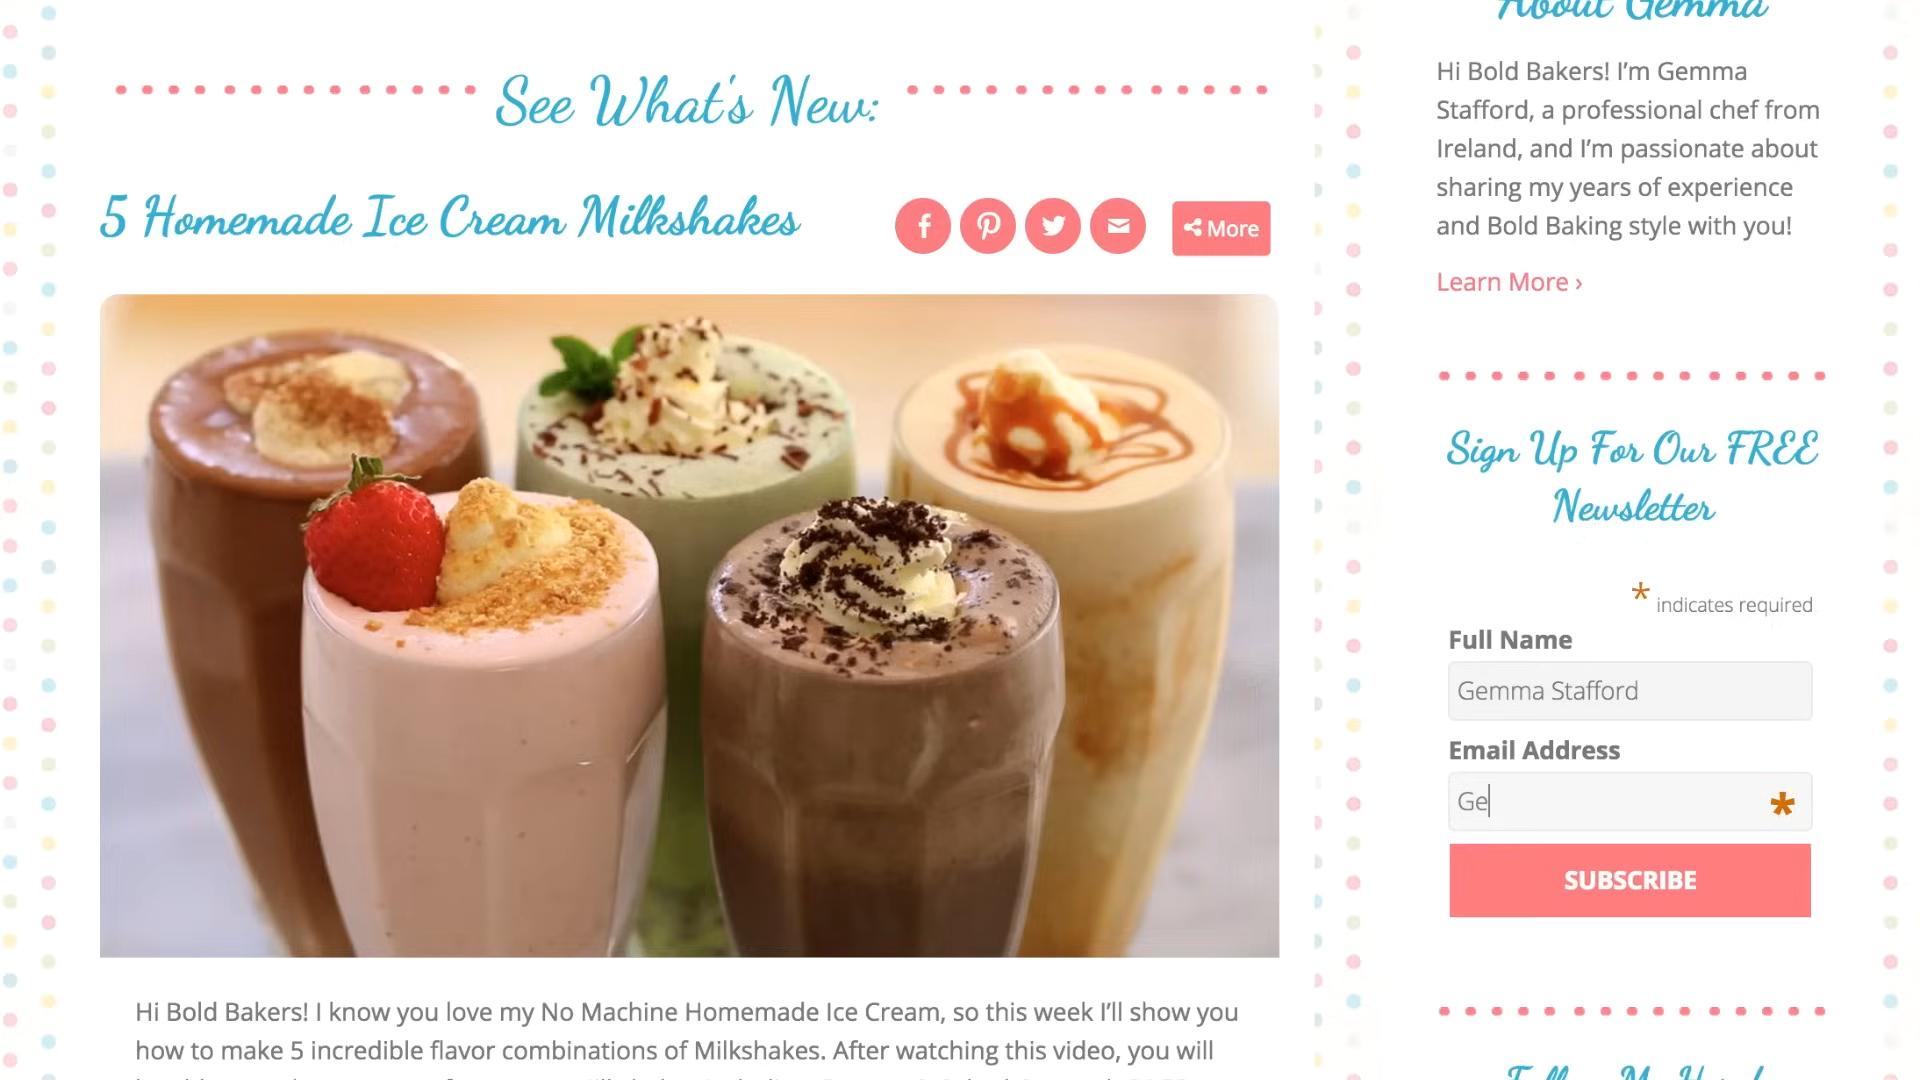 See What's New:
5 Homemade Ice Cream Milkshakes
More
Hi Bold Bakers! I know you love my No Machine Homemade Ice Cream, so this week I'll show you
how to make 5 incredible flavor combinations of Milkshakes. After watching this video, you will
About Gemma
Hi Bold Bakers! I'm Gemma
Stafford, a professional chef from
Ireland, and I'm passionate about
sharing my years of experience
and Bold Baking style with you!
Learn More ›
Sign Up For Our FREE
Newsletter
* indicates required
Full Name
Gemma Stafford
Email Address
Ge
*
SUBSCRIBE